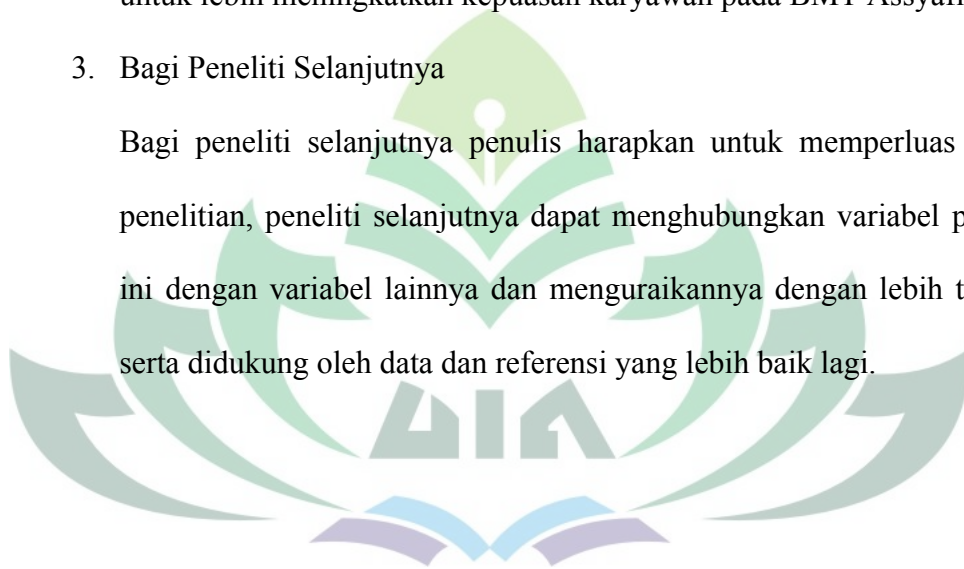 untuk lebih meningkatkan kepuasan karyawan pada BMT
3. Bagi Peneliti Selanjutnya
Bagi peneliti selanjutnya penulis harapkan untuk memperluas
penelitian, peneliti selanjutnya dapat menghubungkan variabel
ini dengan variabel lainnya dan menguraikannya dengan lebih
serta didukung oleh data dan referensi yang lebih baik lagi.
UIN